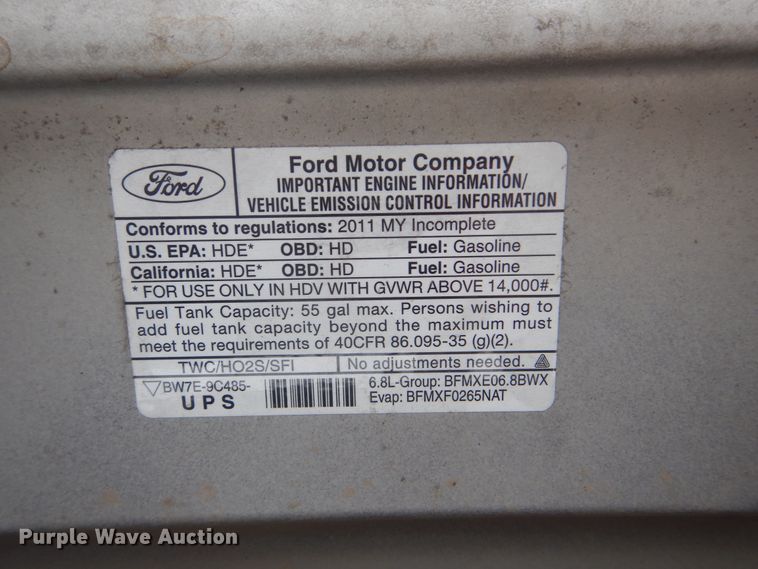 Ford
Ford Motor Company
IMPORTANT ENGINE INFORMATION/
VEHICLE EMISSION CONTROL INFORMATION
Conforms to regulations: 2011 MY Incomplete
U.S. EPA: HDE* OBD: HD Fuel: Gasoline
California: HDE* OBD: HD Fuel: Gasoline
* FOR USE ONLY IN HDV WITH GVWR ABOVE 14,000#.
Fuel Tank Capacity: 55 gal max. Persons wishing to
add fuel tank capacity beyond the maximum must
meet the requirements of 40CFR 86.095-35 (g)(2).
TWC/HO2S/SFI No adjustments needed.
BW7E-9C485-
UPS
6.8L-Group: BFMXE06.8BWX
Evap: BFMXF0265NAT
Purple Wave Auction